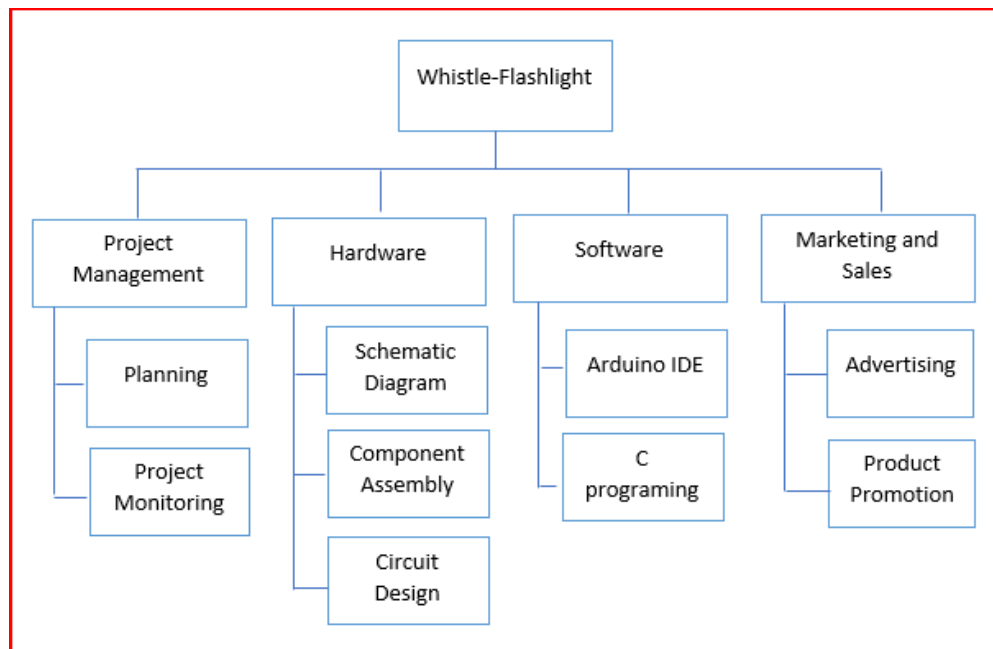 Whistle-Flashlight
Project
Management
Hardware
Software
Marketing and
Sales
Planning
Project
Monitoring
Schematic
Diagram
Component
Assembly
Circuit
Design
Arduino IDE
C
programing
Advertising
Product
Promotion